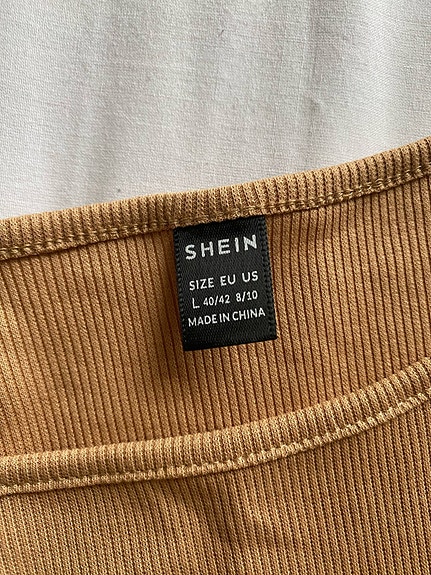 SHEIN
SIZE EU US
L 40/42 8/10
MADE IN CHINA